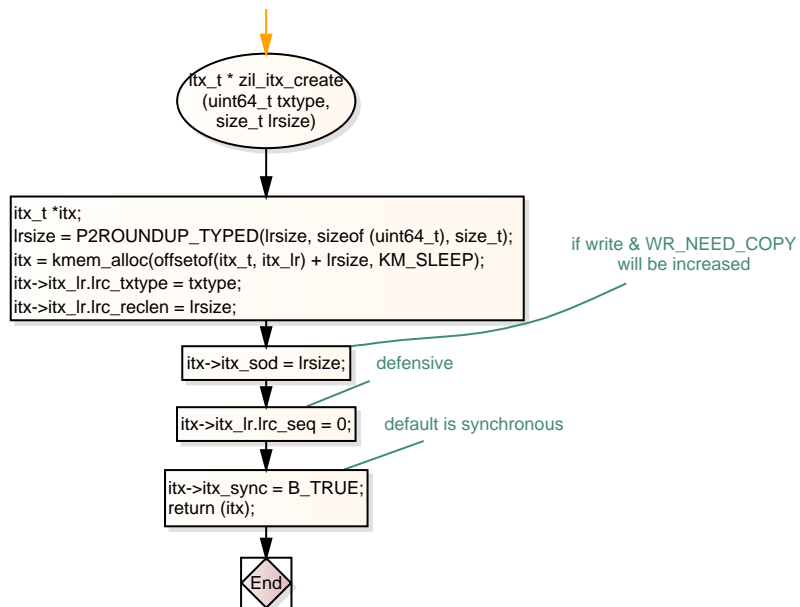 itx_t * zil_itx_create
(uint64_t txtype,
size_t lrsize)
itx_t *itx;
lrsize = P2ROUNDUP_TYPED(lrsize, sizeof (uint64_t), size_t);
itx = kmem_alloc(offsetof(itx_t, itx_lr) + lrsize, KM_SLEEP);
itx->itx_lr.lrc_txtype = txtype;
itx->itx_lr.lrc_reclen = lrsize;
if write & WR_NEED_COPY
will be increased
itx->itx_sod = lrsize;
defensive
itx->itx_lr.lrc_seq = 0;
default is synchronous
itx->itx_sync = B_TRUE;
return (itx);
End